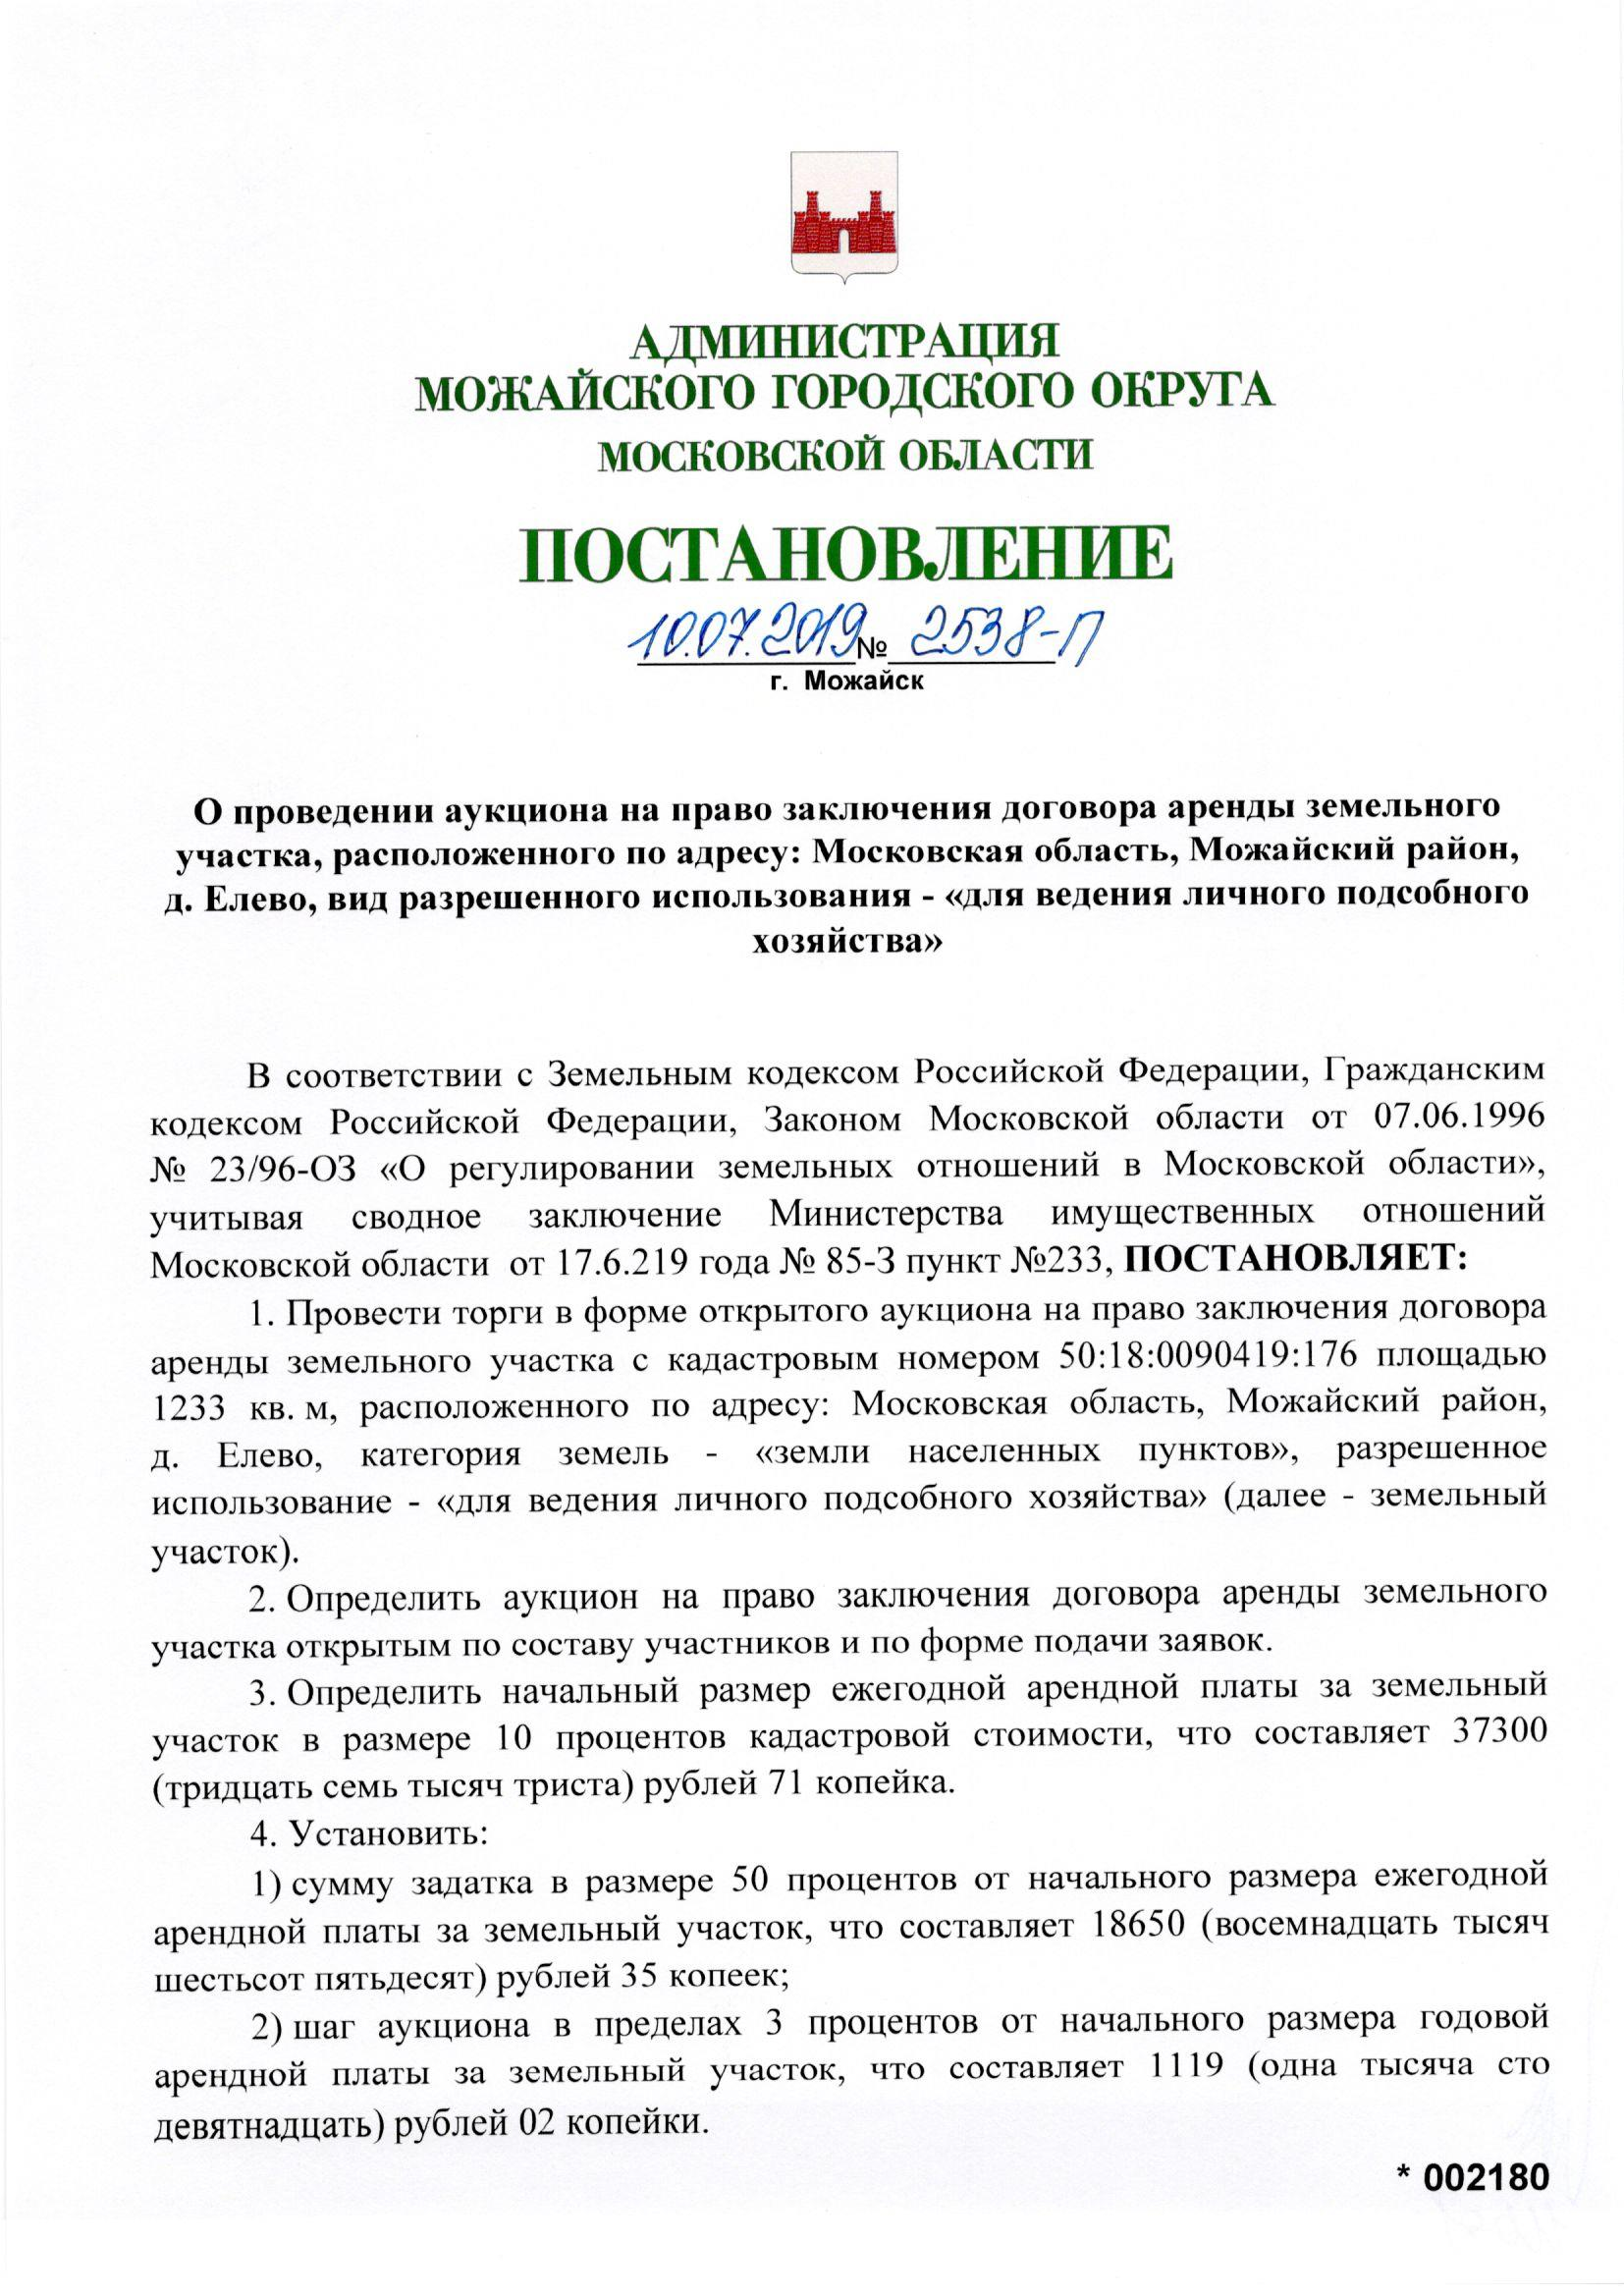 АДМИНИСТРАЦИЯ
МОЖАЙСКОГО ГОРОДСКОГО ОКРУГА
МОСКОВСКОЙ ОБЛАСТИ
ПОСТАНОВЛЕНИЕ
10.07.2019 № 2538-П
г. Можайск
О проведении аукциона на право заключения договора аренды земельного
участка, расположенного по адресу: Московская область, Можайский район,
д. Елево, вид разрешенного использования - «для ведения личного подсобного
хозяйства»
В соответствии с Земельным кодексом Российской Федерации, Гражданским
кодексом Российской Федерации, Законом Московской области от 07.06.1996
№ 23/96-ОЗ «О регулировании земельных отношений в Московской области»,
учитывая сводное заключение Министерства имущественных отношений
Московской области от 17.6.219 года № 85-З пункт №233, ПОСТАНОВЛЯЕТ:
1. Провести торги в форме открытого аукциона на право заключения договора
аренды земельного участка с кадастровым номером 50:18:0090419:176 площадью
1233 кв. м, расположенного по адресу: Московская область, Можайский район,
д. Елево, категория земель - «земли населенных пунктов», разрешенное
использование - «для ведения личного подсобного хозяйства» (далее - земельный
участок).
2. Определить аукцион на право заключения договора аренды земельного
участка открытым по составу участников и по форме подачи заявок.
3. Определить начальный размер ежегодной арендной платы за земельный
участок в размере 10 процентов кадастровой стоимости, что составляет 37300
(тридцать семь тысяч триста) рублей 71 копейка.
4. Установить:
1) сумму задатка в размере 50 процентов от начального размера ежегодной
арендной платы за земельный участок, что составляет 18650 (восемнадцать тысяч
шестьсот пятьдесят) рублей 35 копеек;
2) шаг аукциона в пределах 3 процентов от начального размера годовой
арендной платы за земельный участок, что составляет 1119 (одна тысяча сто
девятнадцать) рублей 02 копейки.
* 002180